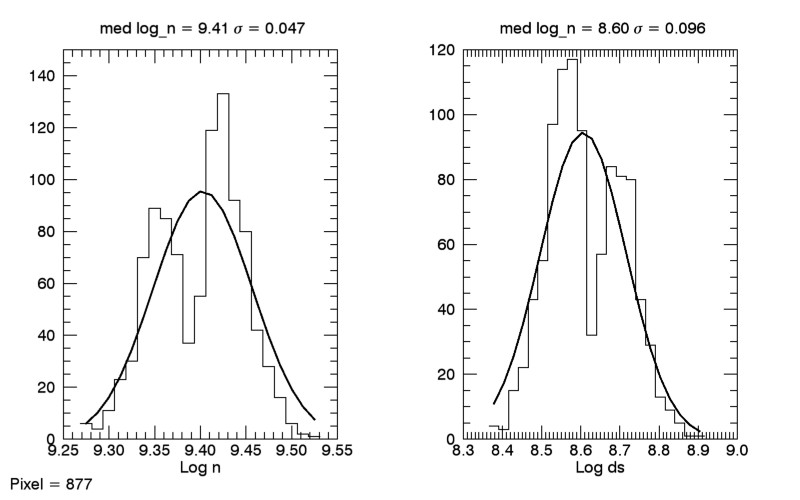 med log_n = 9.41 σ = 0.047
med log_n = 8.60 σ = 0.096
140
120
100
80
60
40
20
0
9.25 9.30 9.35 9.40 9.45 9.50 9.55
Log n
120
100
80
60
40
20
0
8.3 8.4 8.5 8.6 8.7 8.8 8.9 9.0
Log ds
Pixel = 877